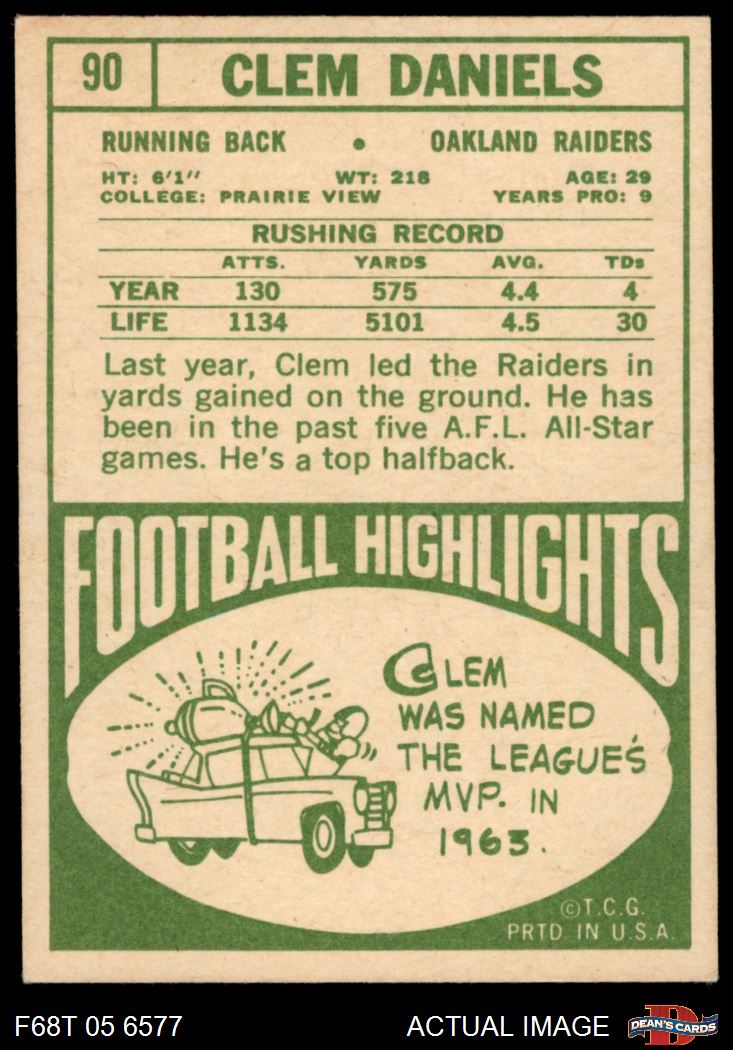 90 CLEM DANIELS
RUNNING BACK • OAKLAND RAIDERS
HT: 6'1" WT: 218 AGE: 29
COLLEGE: PRAIRIE VIEW YEARS PRO: 9
RUSHING RECORD
ATTS. YARDS AVG. TDs
YEAR 130 575 4.4 4
LIFE 1134 5101 4.5 30
Last year, Clem led the Raiders in
yards gained on the ground. He has
been in the past five A.F.L. All-Star
games. He's a top halfback.
FOOTBALL HIGHLIGHTS
CLEM
WAS NAMED
THE LEAGUE'S
MVP. IN
1963.
©T.C.G.
PRTD IN U.S.A.
F68T 05 6577 ACTUAL IMAGE D DEAN'S CARDS